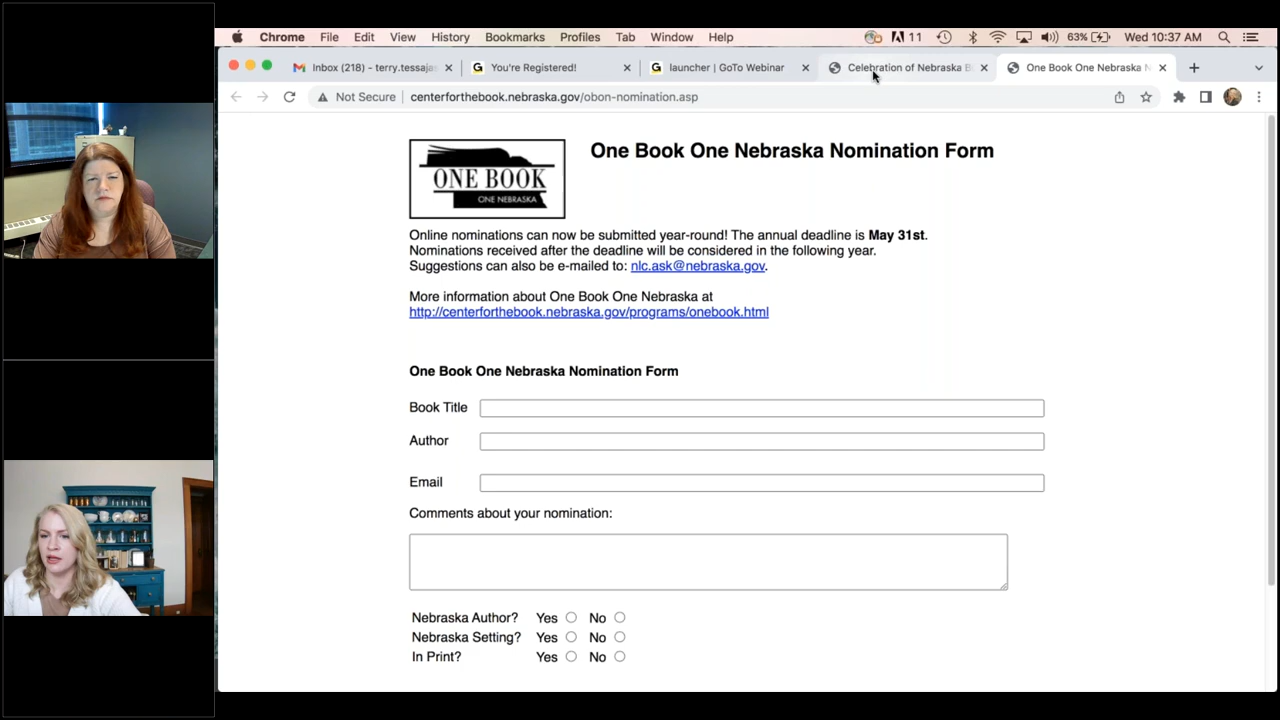 Chrome File Edit View History Bookmarks Profiles Tab Window Help 11 63% Wed 10:37 AM
Inbox (218) - terry.tessajas
You're Registered!
launcher | GoTo Webinar
Celebration of Nebraska B
One Book One Nebraska N
Not Secure | centerforthebook.nebraska.gov/obon-nomination.asp
ONE BOOK
ONE NEBRASKA
One Book One Nebraska Nomination Form
Online nominations can now be submitted year-round! The annual deadline is May 31st.
Nominations received after the deadline will be considered in the following year.
Suggestions can also be e-mailed to: nlc.ask@nebraska.gov.
More information about One Book One Nebraska at
http://centerforthebook.nebraska.gov/programs/onebook.html
One Book One Nebraska Nomination Form
Book Title
Author
Email
Comments about your nomination:
Nebraska Author? Yes No
Nebraska Setting? Yes No
In Print? Yes No